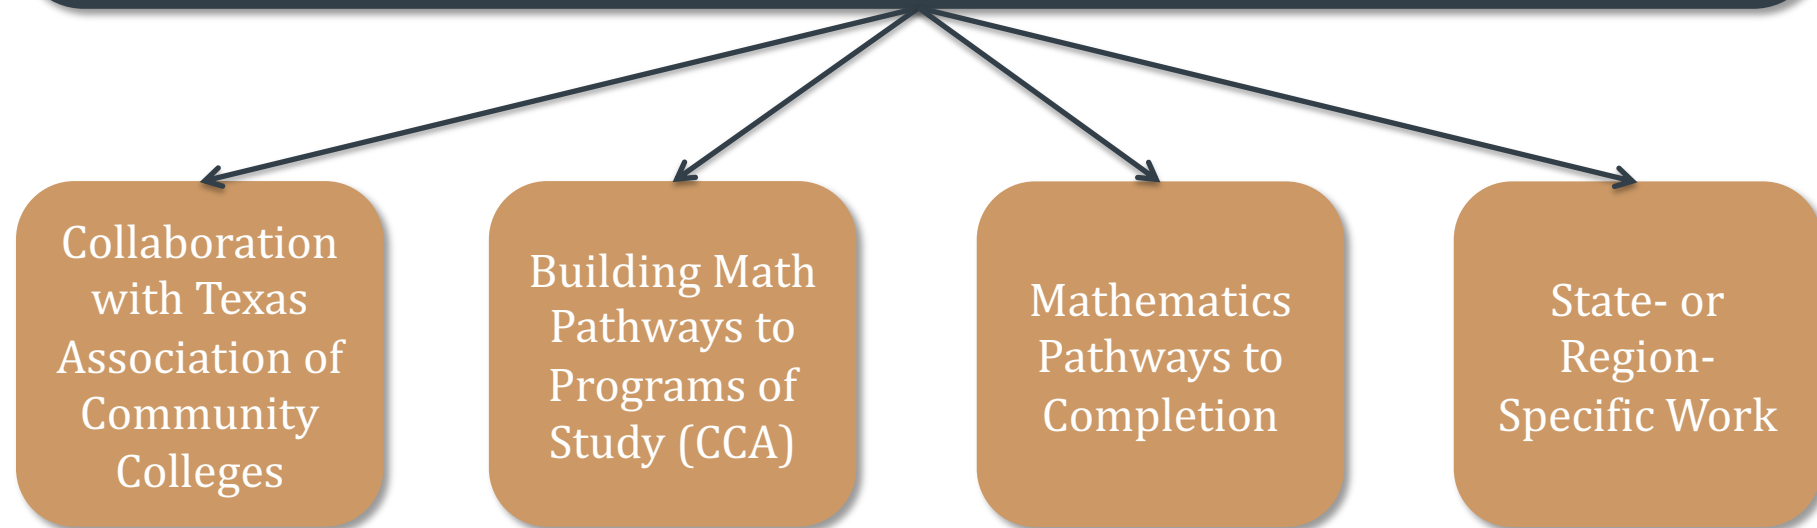 Collaboration
with Texas
Association of
Community
Colleges
Building Math
Pathways to
Programs of
Study (CCA)
Mathematics
Pathways to
Completion
State- or
Region-
Specific Work